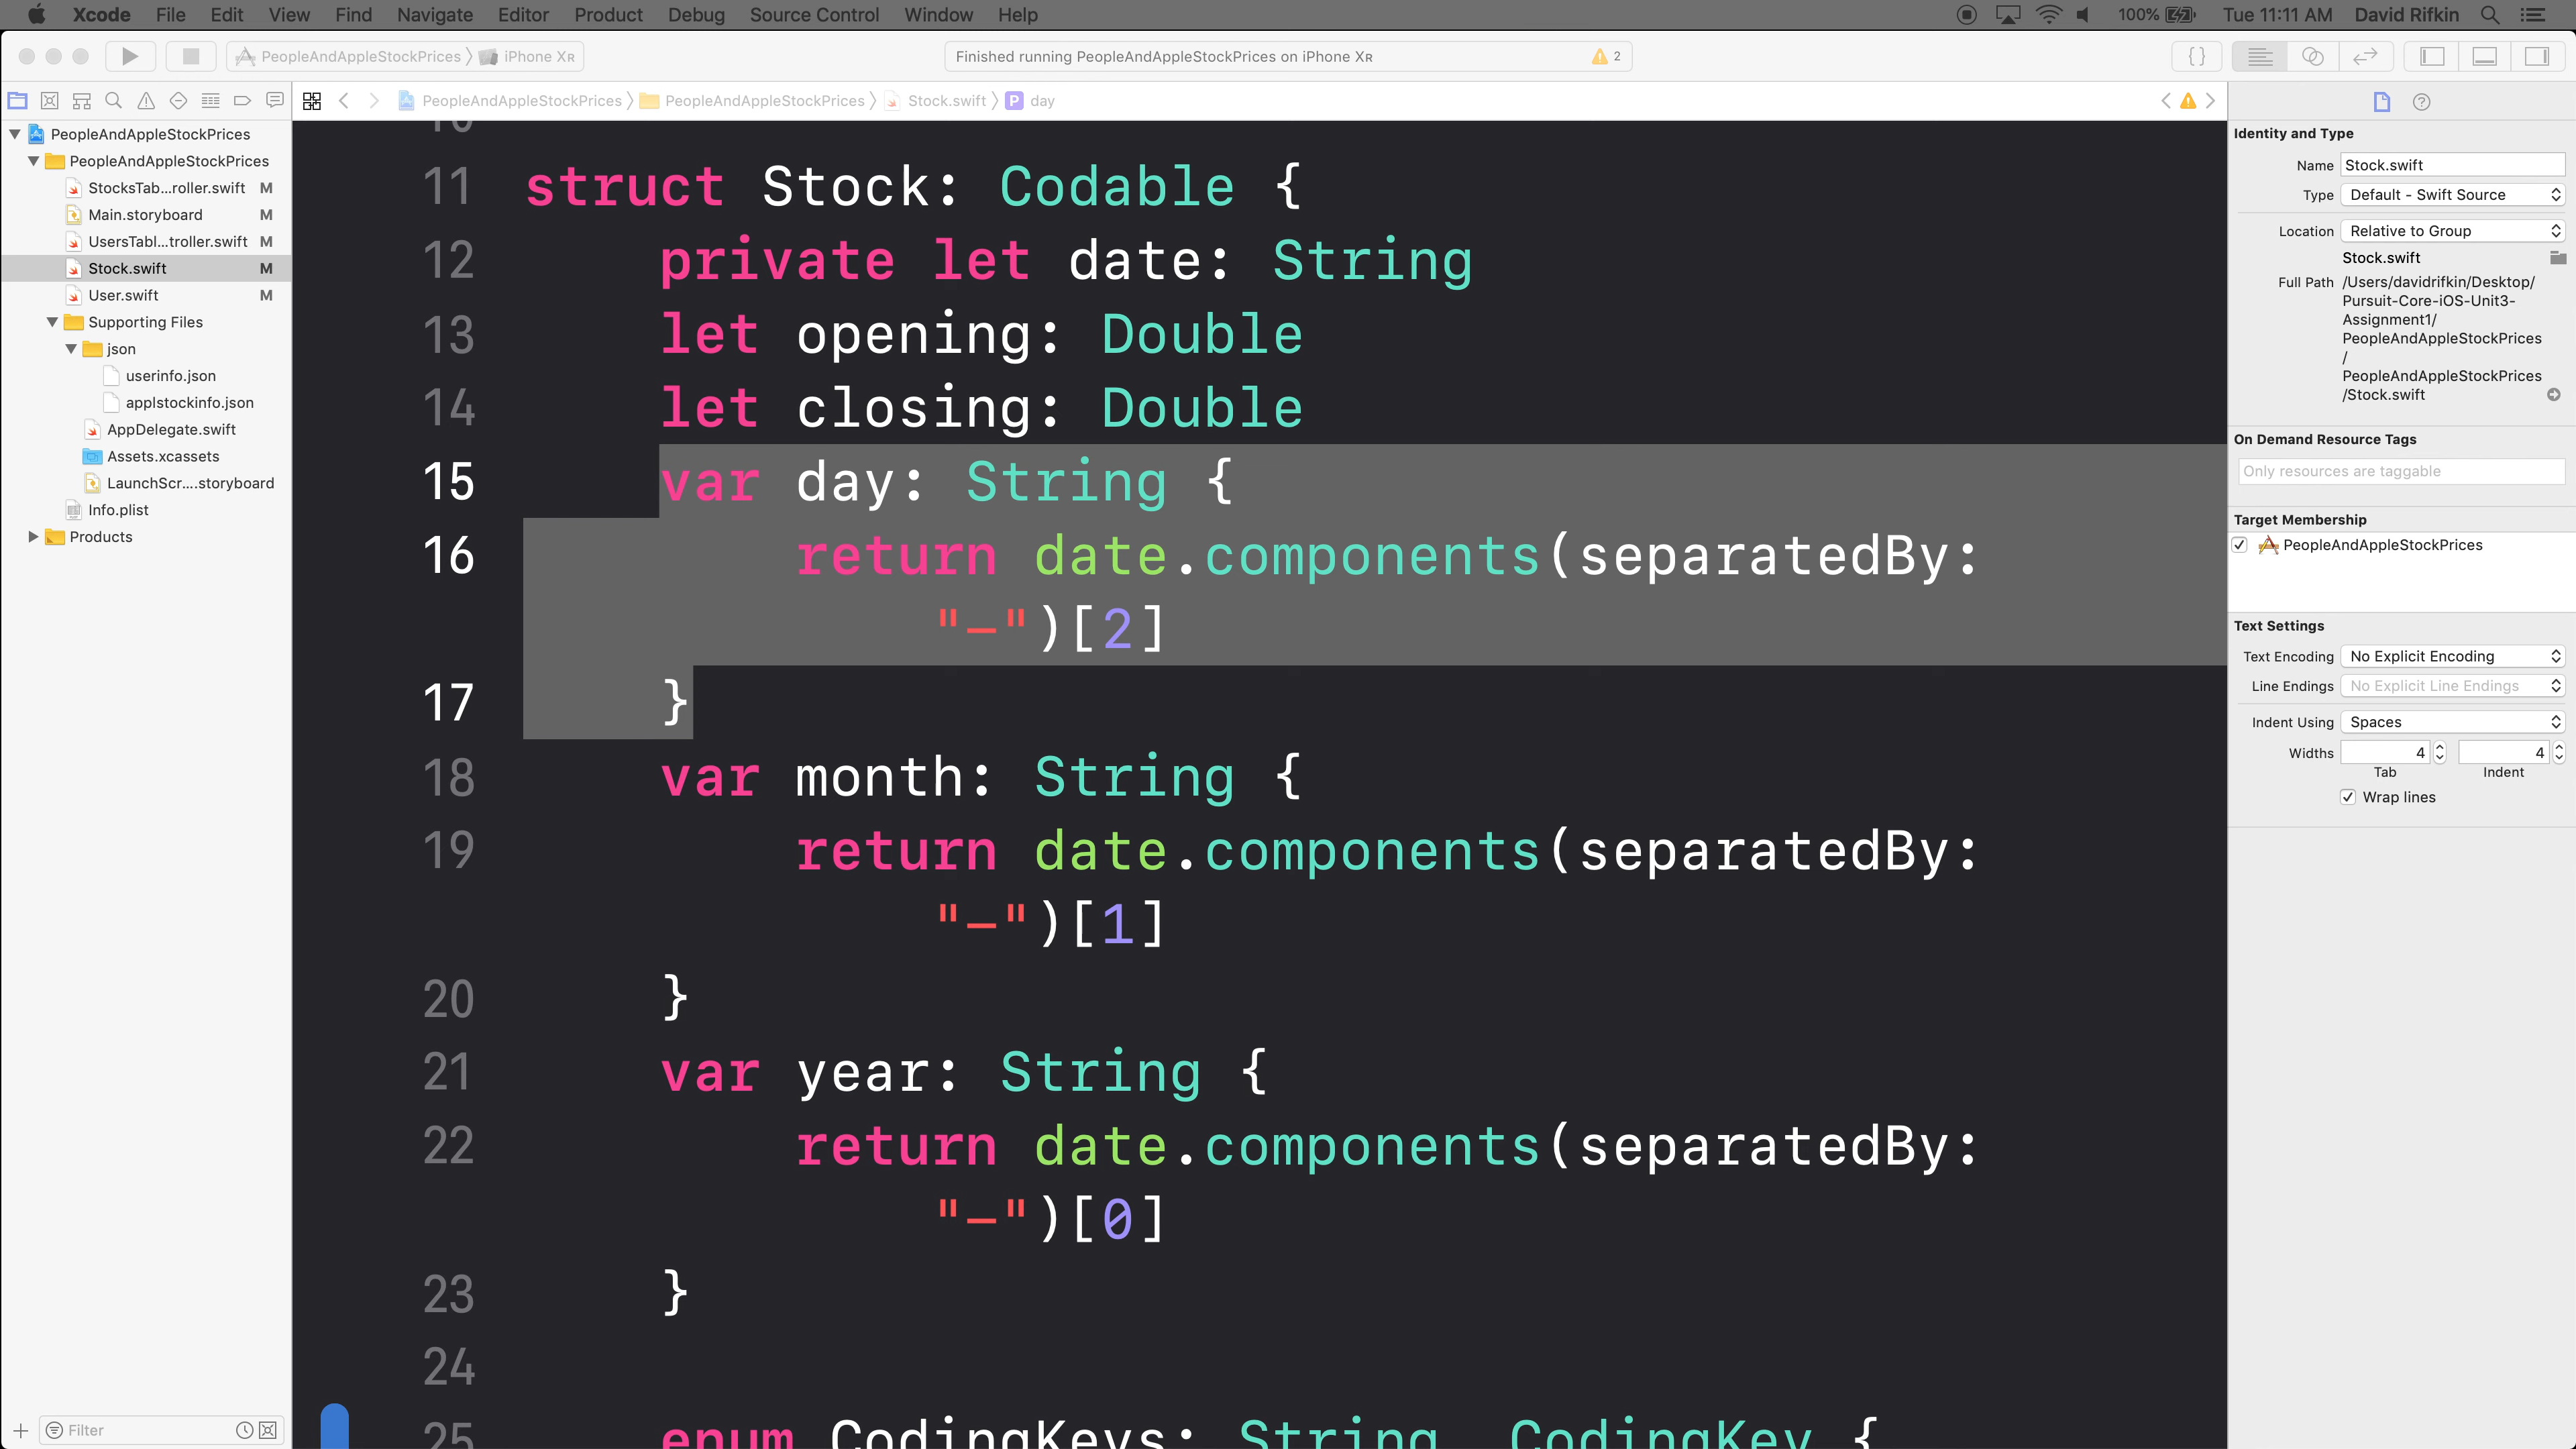 Xcode File Edit View Find Navigate Editor Product Debug Source Control Window Help 100% Tue 11:11 AM David Rifkin
PeopleAndAppleStockPrices iPhone XR Finished running PeopleAndAppleStockPrices on iPhone XR 2 {}
PeopleAndAppleStockPrices PeopleAndAppleStockPrices Stock.swift P day
PeopleAndAppleStockPrices
PeopleAndAppleStockPrices
StocksTab...roller.swift M
Main.storyboard M
UsersTabl...troller.swift M
Stock.swift M
User.swift M
Supporting Files
json
userinfo.json
applstockinfo.json
AppDelegate.swift
Assets.xcassets
LaunchScr....storyboard
Info.plist
Products
Filter
10
11 struct Stock: Codable {
12 private let date: String
13 let opening: Double
14 let closing: Double
15 var day: String {
16 return date.components(separatedBy:
"-")[2]
17 }
18 var month: String {
19 return date.components(separatedBy:
"-")[1]
20 }
21 var year: String {
22 return date.components(separatedBy:
"-")[0]
23 }
24
25 enum CodingKeys: String, CodingKey {
Identity and Type
Name Stock.swift
Type Default - Swift Source
Location Relative to Group
Stock.swift
Full Path /Users/davidrifkin/Desktop/
Pursuit-Core-iOS-Unit3-
Assignment1/
PeopleAndAppleStockPrices
/
PeopleAndAppleStockPrices
/Stock.swift
On Demand Resource Tags
Only resources are taggable
Target Membership
PeopleAndAppleStockPrices
Text Settings
Text Encoding No Explicit Encoding
Line Endings No Explicit Line Endings
Indent Using Spaces
Widths 4 4
Tab Indent
Wrap lines